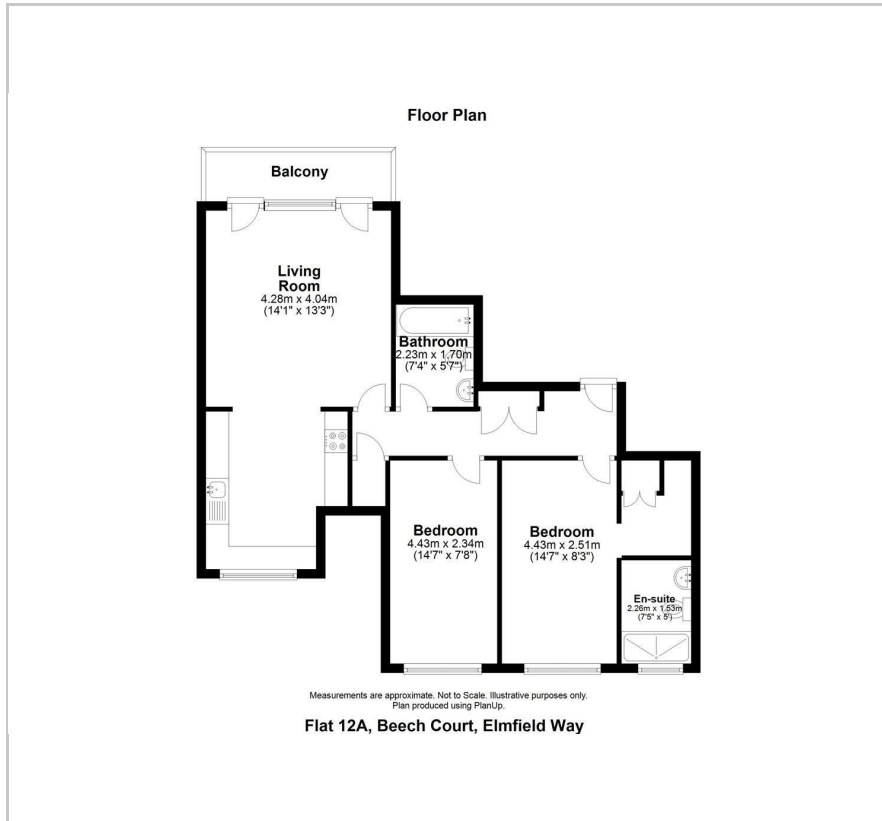 Floor Plan
Balcony
Living
Room
4.28m x 4.04m
(14'1" x 13'3")
Bathroom
2.23m x 1.70m
(7'4" x 5'7")
Bedroom
4.43m x 2.34m
(14'7" x 7'8")
Bedroom
4.43m x 2.51m
(14'7" x 8'3")
En-suite
2.26m x 1.53m
(7'5" x 5')
Measurements are approximate. Not to Scale. Illustrative purposes only.
Plan produced using PlanUp.
Flat 12A, Beech Court, Elmfield Way